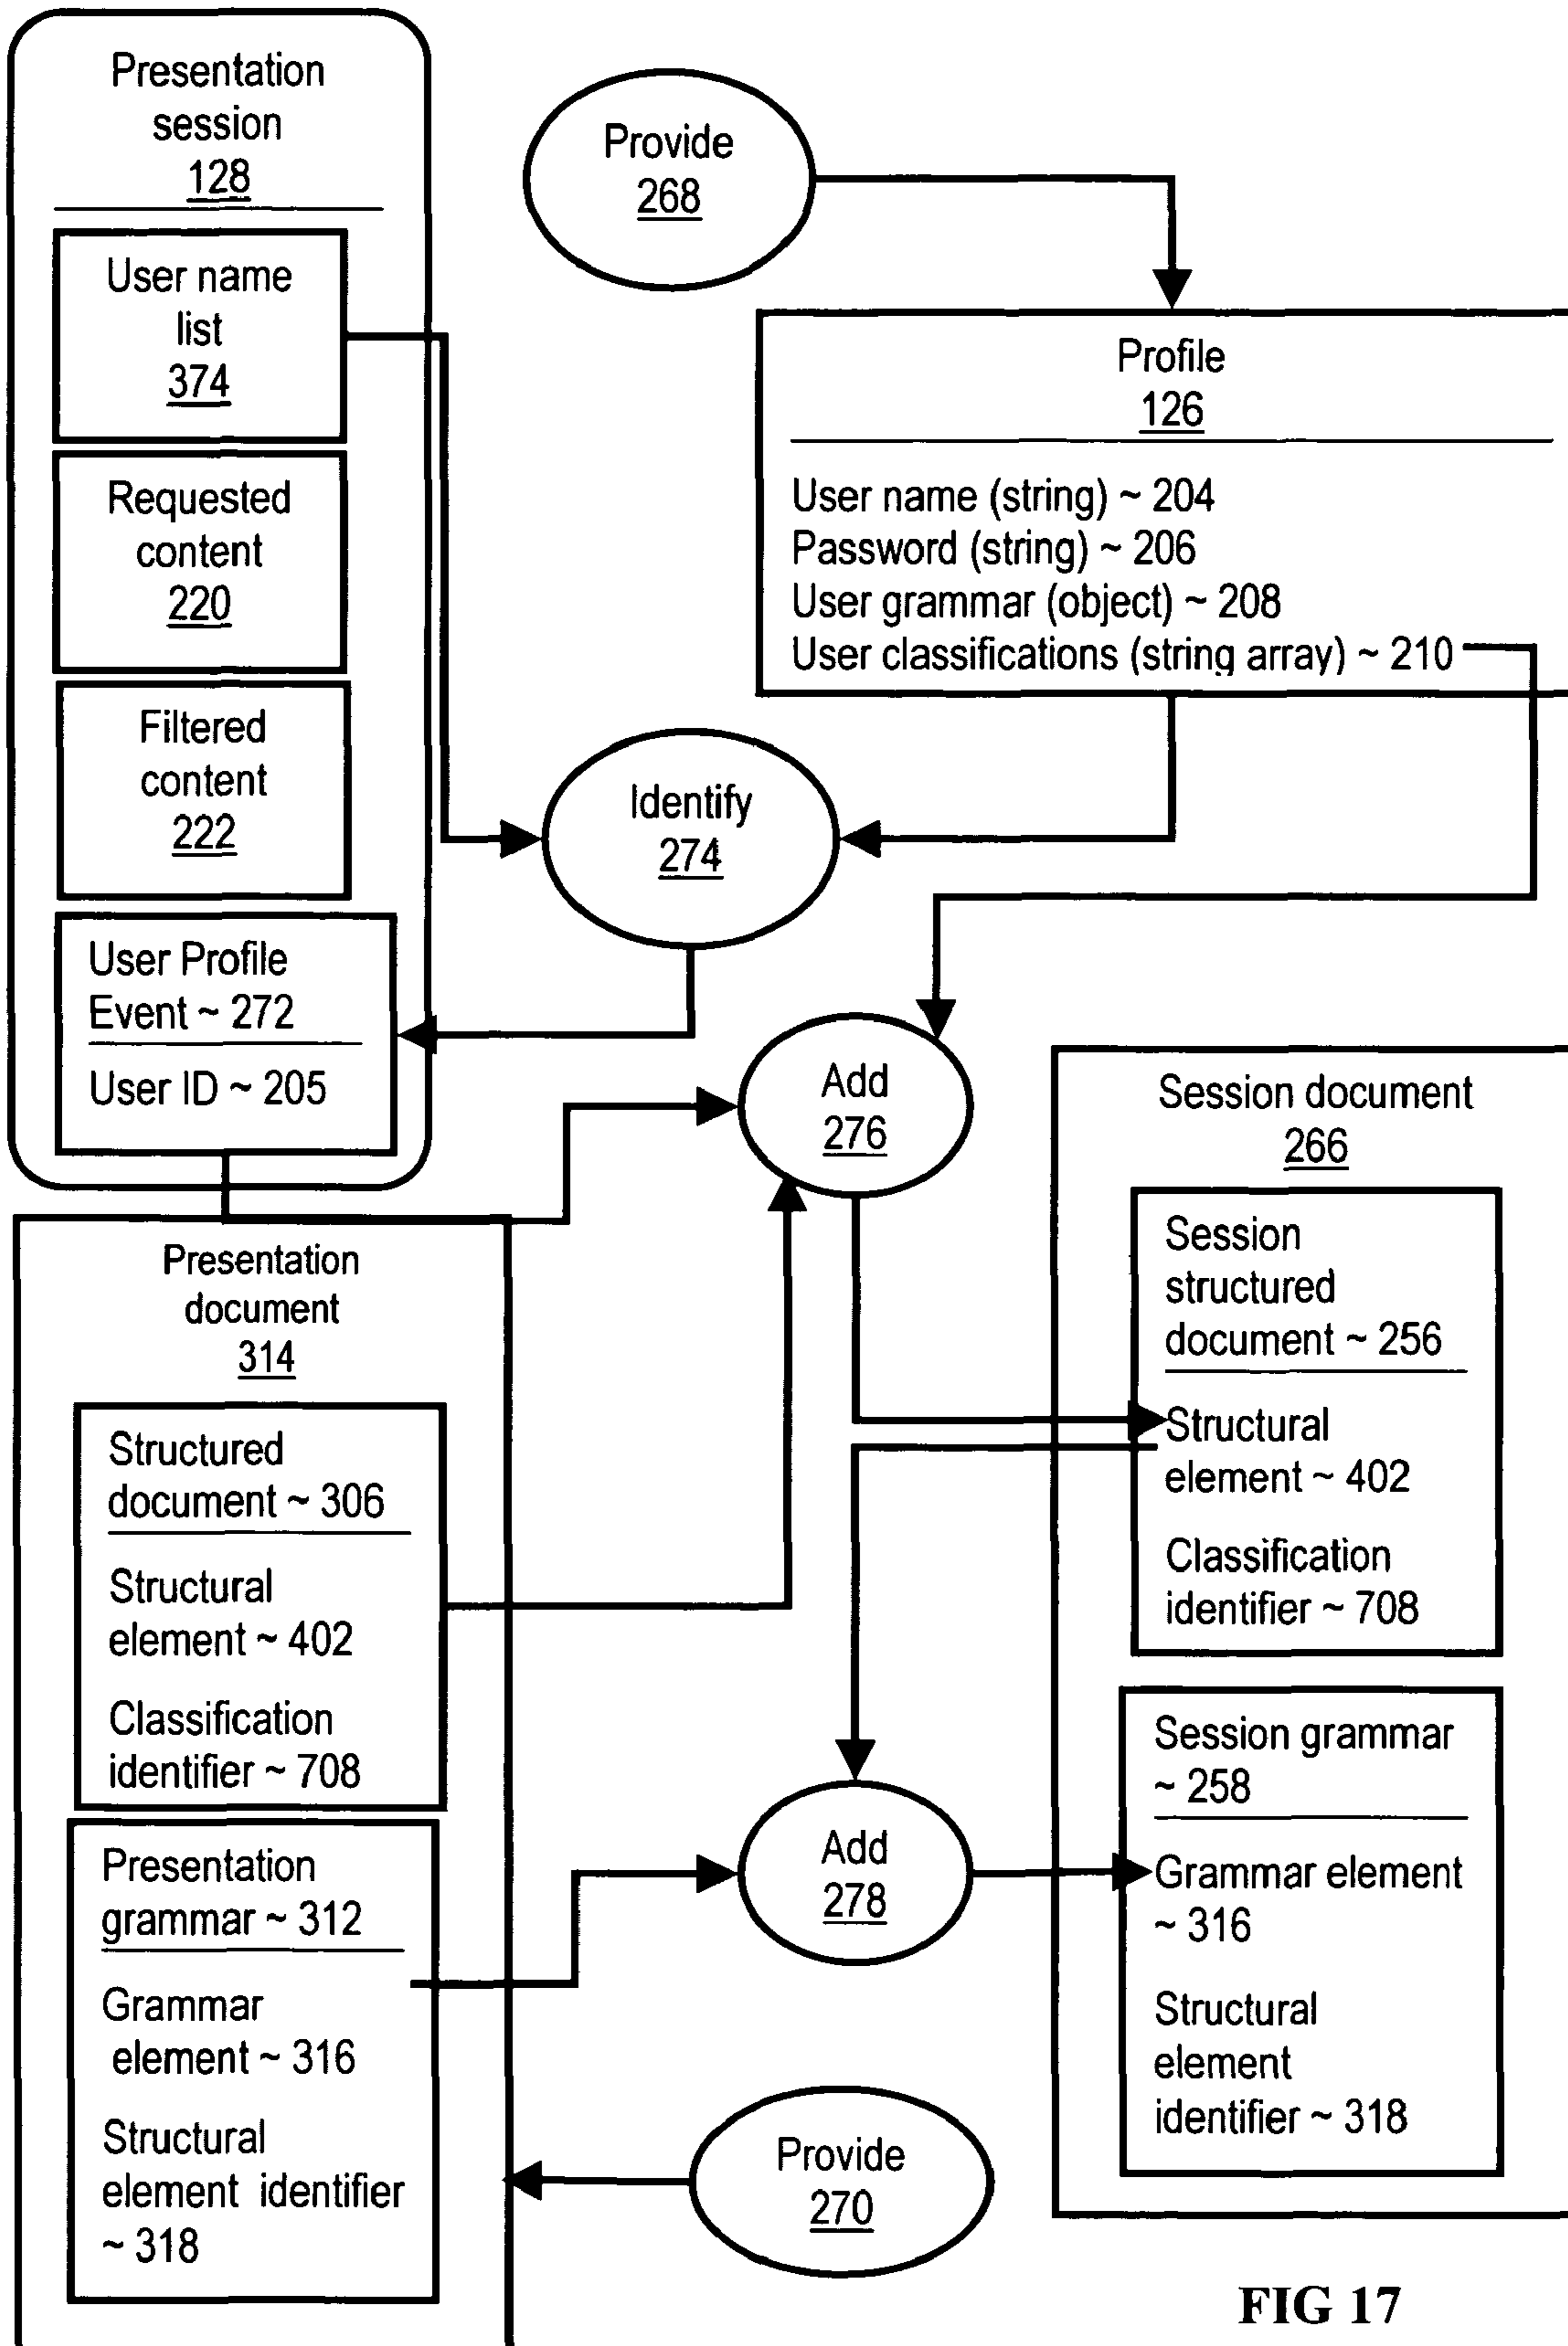 Presentation
session
128
User name
list
374
Requested
content
220
Filtered
content
222
User Profile
Event ~ 272
User ID ~ 205
Provide
268
Profile
126
User name (string) ~ 204
Password (string) ~ 206
User grammar (object) ~ 208
User classifications (string array) ~ 210
Identify
274
Add
276
Presentation
document
314
Structured
document ~ 306
Structural
element ~ 402
Classification
identifier ~ 708
Presentation
grammar ~ 312
Grammar
element ~ 316
Structural
element identifier
~ 318
Session document
266
Session
structured
document ~ 256
Structural
element ~ 402
Classification
identifier ~ 708
Session grammar
~ 258
Grammar element
~ 316
Structural
element
identifier ~ 318
Add
278
Provide
270
FIG 17